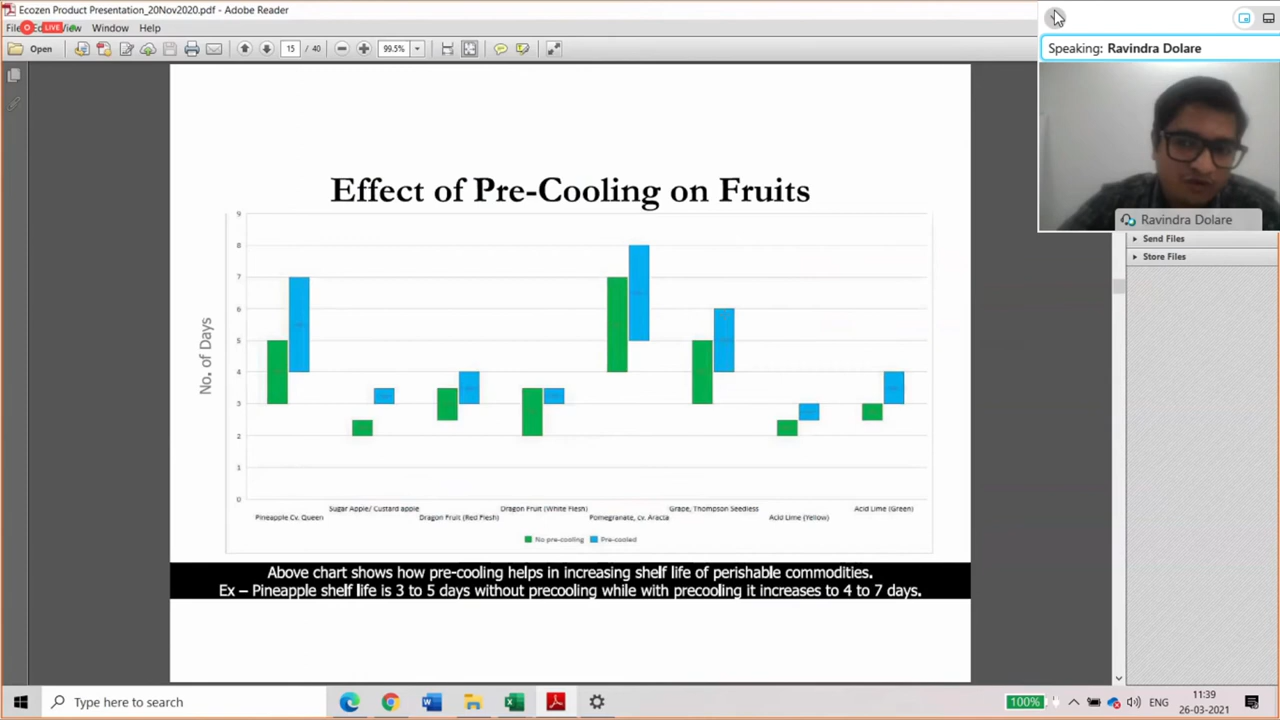 Ecozen Product Presentation_20Nov2020.pdf - Adobe Reader
LIVE
View Window Help
Open 15 / 40 99.5%
Speaking: Ravindra Dolare
Ravindra Dolare
Send Files
Store Files
Effect of Pre-Cooling on Fruits
No. of Days
9
8
7
6
5
4
3
2
1
0
Sugar Apple/ Custard apple Dragon Fruit (White Flesh) Grape, Thompson Seedless Acid Lime (Green)
Pineapple Cv. Queen Dragon Fruit (Red Flesh) Pomegranate, cv. Aracta Acid Lime (Yellow)
No pre-cooling Pre-cooled
Above chart shows how pre-cooling helps in increasing shelf life of perishable commodities.
Ex – Pineapple shelf life is 3 to 5 days without precooling while with precooling it increases to 4 to 7 days.
Type here to search
100%
ENG
11:39
26-03-2021